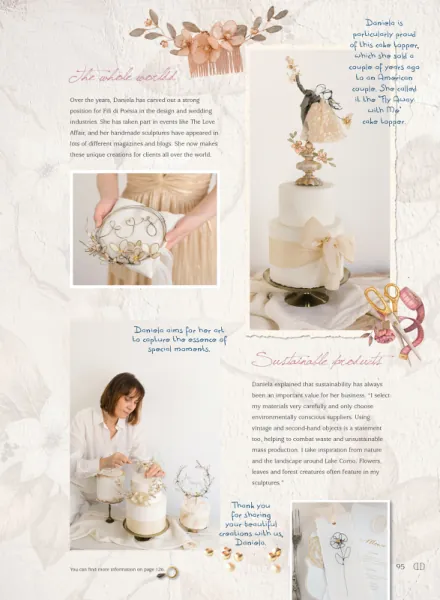 The whole world
Over the years, Daniela has carved out a strong
position for Fili di Poesia in the design and wedding
industries. She has taken part in events like The Love
Affair, and her handmade sculptures have appeared in
lots of different magazines and blogs. She now makes
these unique creations for clients all over the world.
Daniela is
particularly proud
of this cake topper,
which she sold a
couple of years ago
to an American
couple. She called
it the "Fly Away
with Me"
cake topper.
Daniela aims for her art
to capture the essence of
special moments.
Sustainable products
Daniela explained that sustainability has always
been an important value for her business. "I select
my materials very carefully and only choose
environmentally conscious suppliers. Using
vintage and second-hand objects is a statement
too, helping to combat waste and unsustainable
mass production. I take inspiration from nature
and the landscape around Lake Como. Flowers,
leaves and forest creatures often feature in my
sculptures."
Thank you
for sharing
your beautiful
creations with us,
Daniela.
You can find more information on page 126.
95